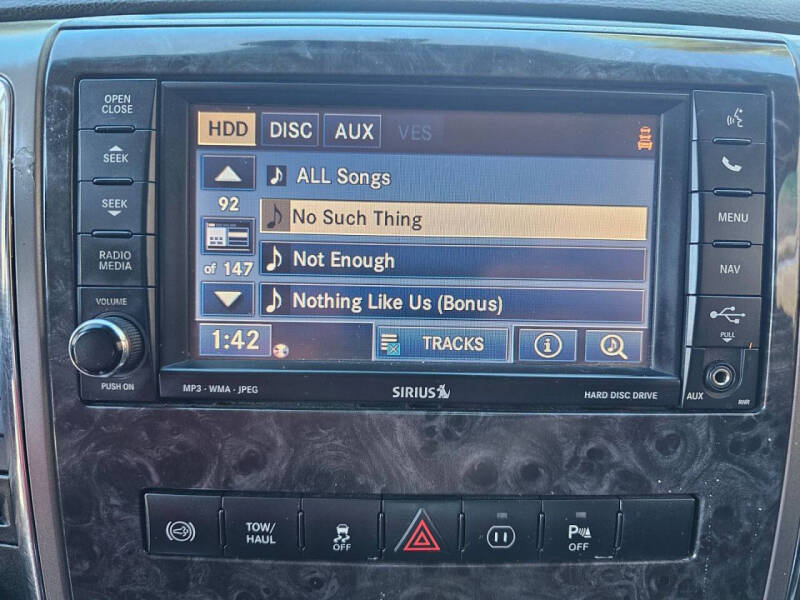 OPEN
CLOSE
SEEK
SEEK
RADIO
MEDIA
VOLUME
PUSH ON
HDD DISC AUX VES
ALL Songs
92
No Such Thing
of 147
Not Enough
Nothing Like Us (Bonus)
1:42
TRACKS
MP3 - WMA - JPEG
SIRIUS
HARD DISC DRIVE
MENU
NAV
PULL
AUX
RNR
TOW/
HAUL
OFF
P
OFF